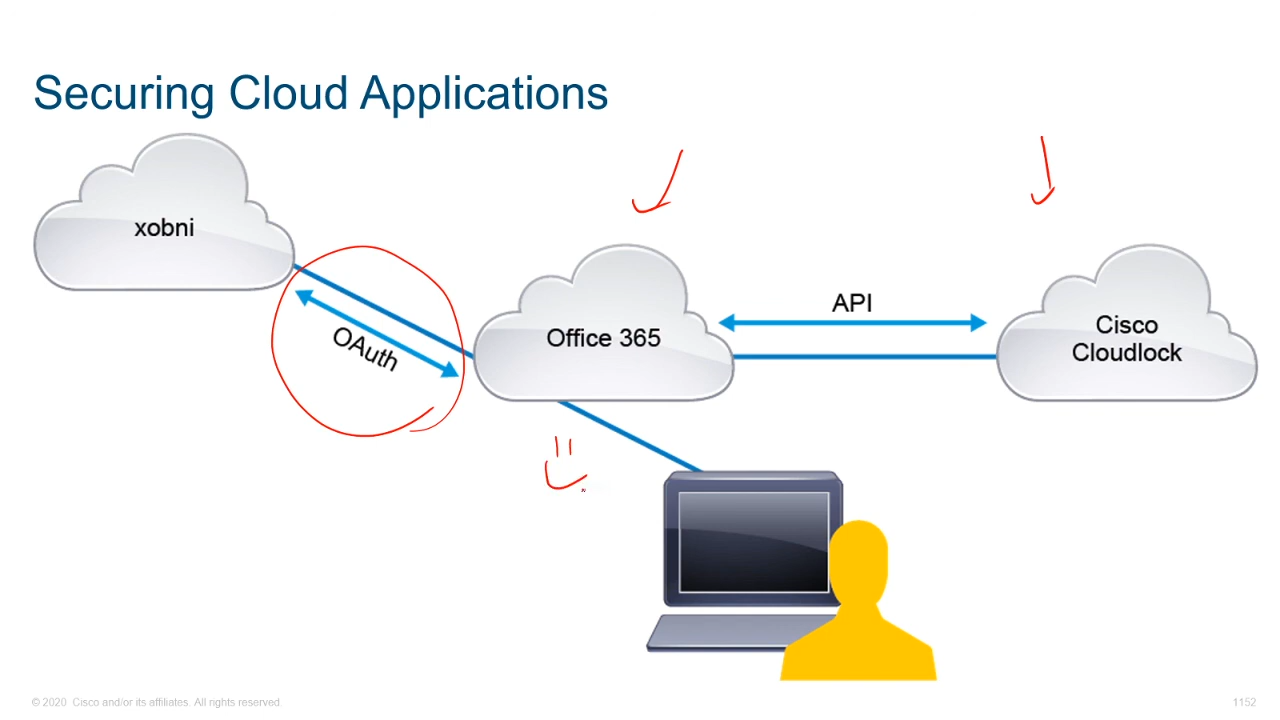 Securing Cloud Applications
xobni
OAuth
Office 365
API
Cisco
Cloudlock
© 2020 Cisco and/or its affiliates. All rights reserved.
1152